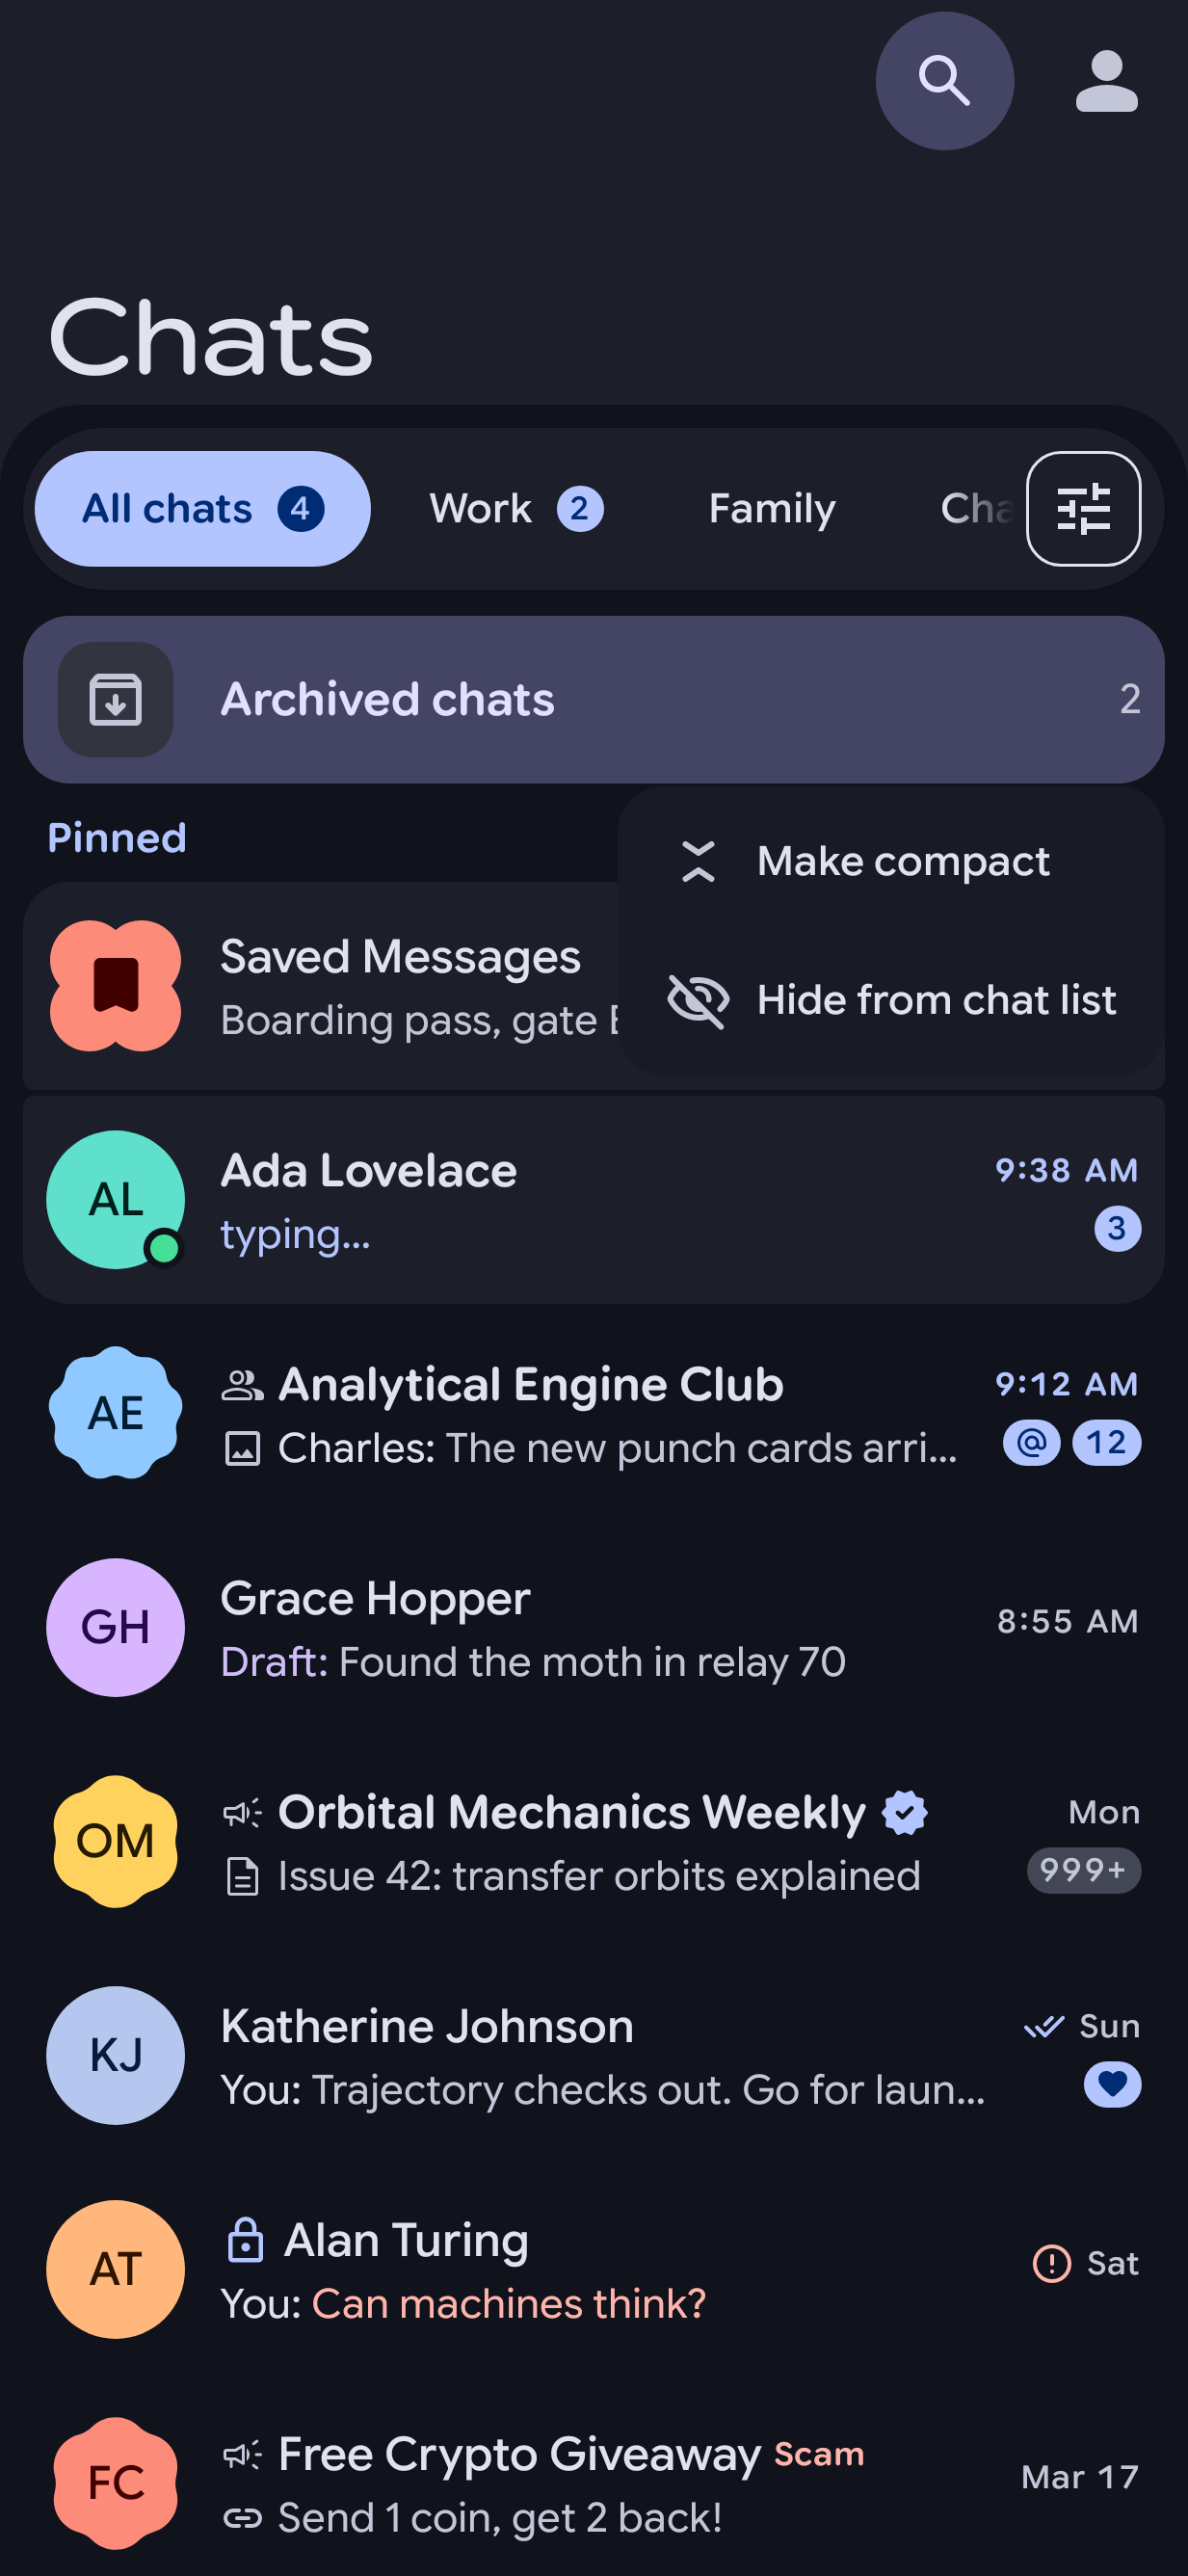 Chats
All chats 4 Work 2 Family Cha
Archived chats 2
Pinned
Make compact
Hide from chat list
Saved Messages
Boarding pass, gate
AL
Ada Lovelace 9:38 AM
typing... 3
AE
Analytical Engine Club 9:12 AM
Charles: The new punch cards arri... @ 12
GH
Grace Hopper 8:55 AM
Draft: Found the moth in relay 70
OM
Orbital Mechanics Weekly Mon
Issue 42: transfer orbits explained 999+
KJ
Katherine Johnson Sun
You: Trajectory checks out. Go for laun...
AT
Alan Turing Sat
You: Can machines think?
FC
Free Crypto Giveaway Scam Mar 17
Send 1 coin, get 2 back!